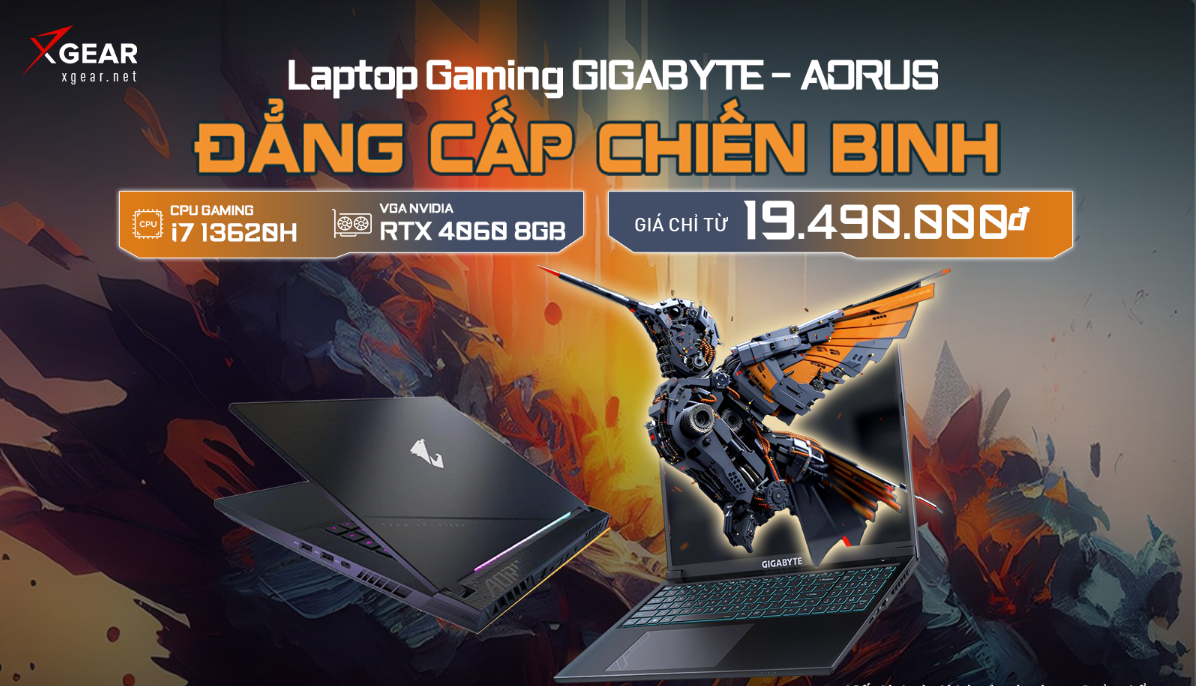 XGEAR
xgear.net
Laptop Gaming GIGABYTE – AORUS
ĐẲNG CẤP CHIẾN BINH
CPU
CPU GAMING
i7 13620H
VGA NVIDIA
RTX 4060 8GB
GIÁ CHỈ TỪ 19.490.000đ
GIGABYTE